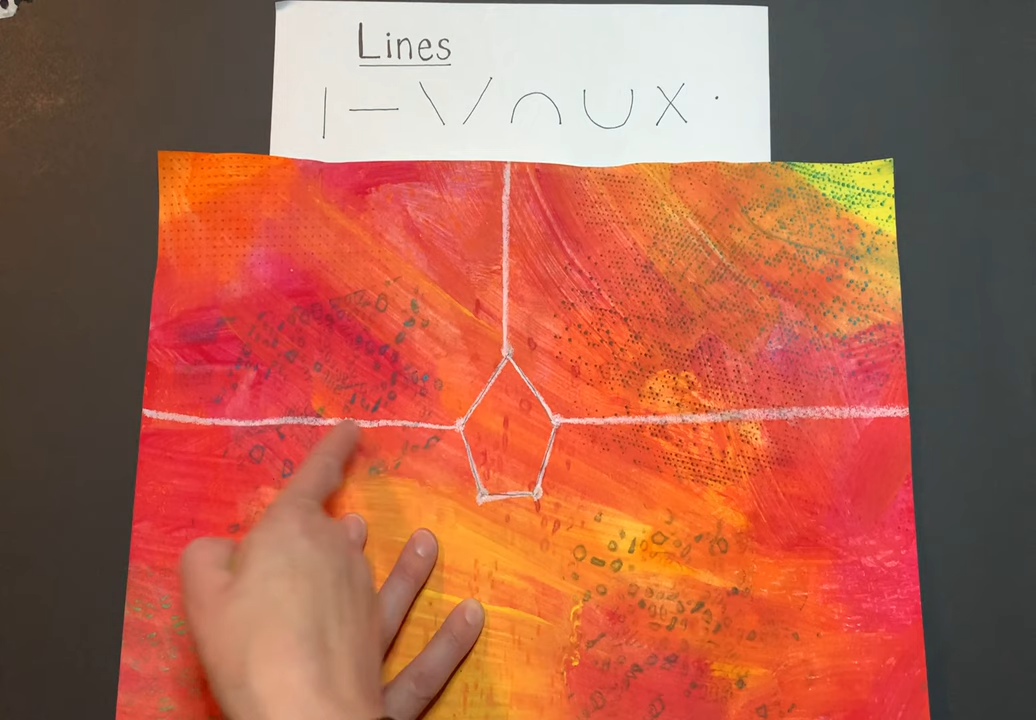 Lines
| — \ / ∩ ∪ X .